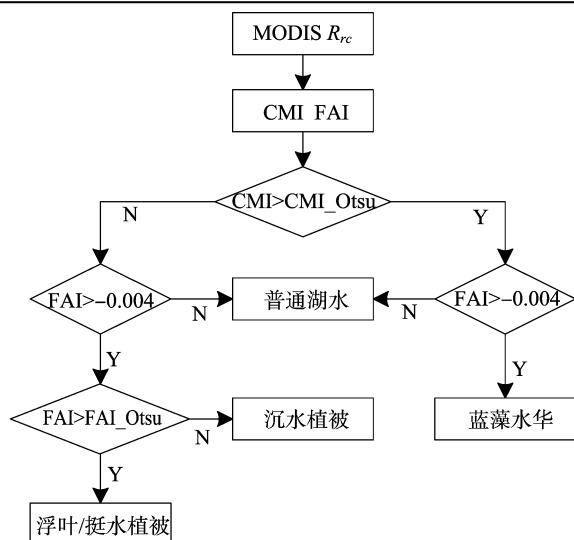 MODIS Rrc
CMI FAI
CMI>CMI_Otsu
N
Y
FAI>-0.004
N
普通湖水
N
FAI>-0.004
Y
Y
FAI>FAI_Otsu
N
沉水植被
蓝藻水华
Y
浮叶/挺水植被